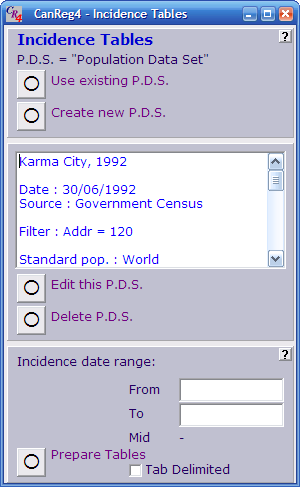 CR4 CanReg4 - Incidence Tables
Incidence Tables
?
P.D.S. = "Population Data Set"
Use existing P.D.S.
Create new P.D.S.
Karma City, 1992
Date : 30/06/1992
Source : Government Census
Filter : Addr = 120
Standard pop. : World
Edit this P.D.S.
Delete P.D.S.
?
Incidence date range:
From
To
Mid -
Prepare Tables
Tab Delimited